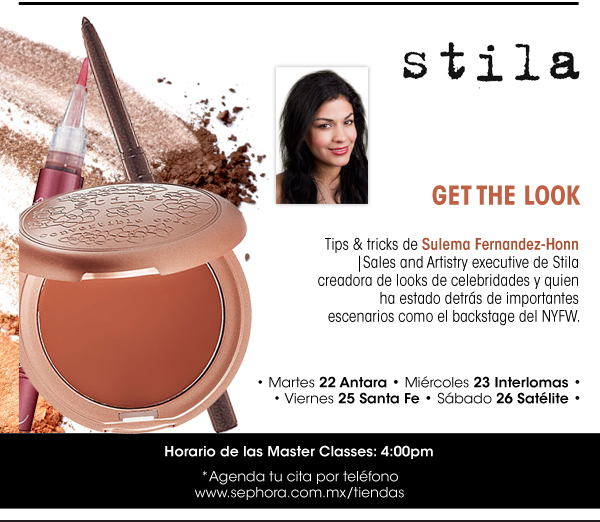 stila
GET THE LOOK
Tips & tricks de Sulema Fernandez-Honn
|Sales and Artistry executive de Stila
creadora de looks de celebridades y quien
ha estado detrás de importantes
escenarios como el backstage del NYFW.
• Martes 22 Antara • Miércoles 23 Interlomas •
• Viernes 25 Santa Fe • Sábado 26 Satélite •
Horario de las Master Classes: 4:00pm
*Agenda tu cita por teléfono
www.sephora.com.mx/tiendas